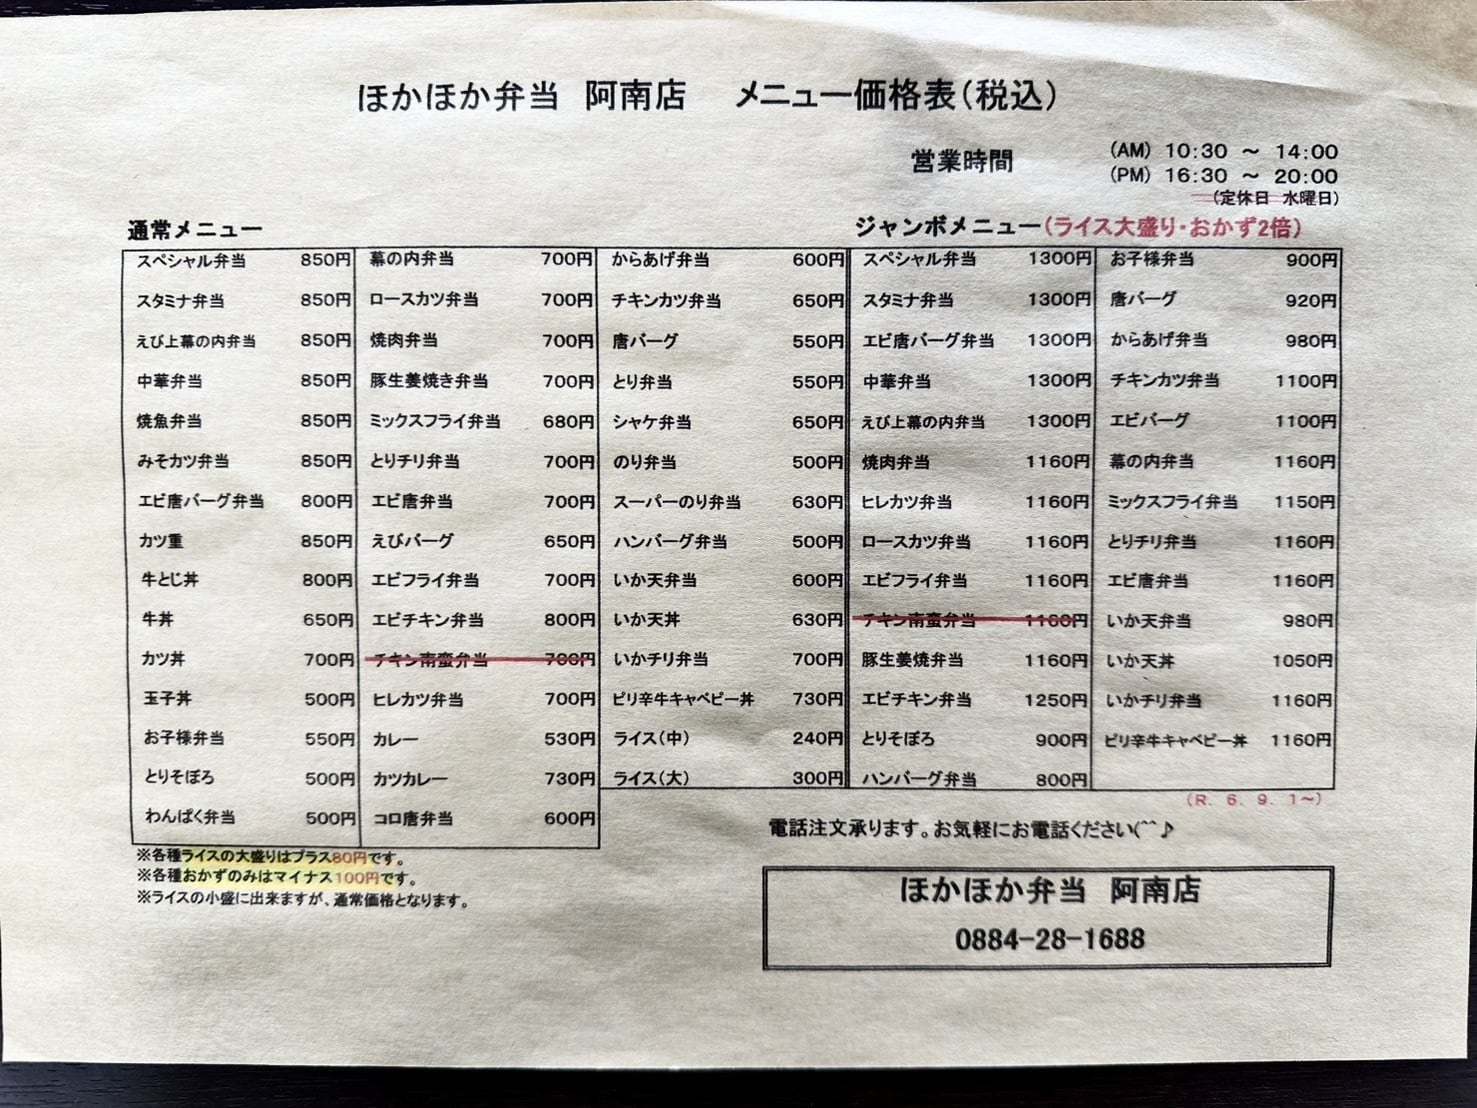 ほかほか弁当 阿南店 メニュー価格表(税込)
営業時間 (AM) 10:30 ～ 14:00
(PM) 16:30 ～ 20:00
(定休日 水曜日)
通常メニュー
スペシャル弁当 850円
スタミナ弁当 850円
えび上幕の内弁当 850円
中華弁当 850円
焼魚弁当 850円
みそカツ弁当 850円
エビ唐バーグ弁当 800円
カツ重 850円
牛とじ丼 800円
牛丼 650円
カツ丼 700円
玉子丼 500円
お子様弁当 550円
とりそぼろ 500円
わんぱく弁当 500円
幕の内弁当 700円
ロースカツ弁当 700円
焼肉弁当 700円
豚生姜焼き弁当 700円
ミックスフライ弁当 680円
とりチリ弁当 700円
エビ唐弁当 700円
えびバーグ 650円
エビフライ弁当 700円
エビチキン弁当 800円
チキン南蛮弁当 700円
ヒレカツ弁当 700円
カレー 530円
カツカレー 730円
コロ唐弁当 600円
からあげ弁当 600円
チキンカツ弁当 650円
唐バーグ 550円
とり弁当 550円
シャケ弁当 650円
のり弁当 500円
スーパーのり弁当 630円
ハンバーグ弁当 500円
いか天弁当 600円
いか天丼 630円
いかチリ弁当 700円
ピリ辛牛キャベピー丼 730円
ライス(中) 240円
ライス(大) 300円
ジャンボメニュー(ライス大盛り・おかず2倍)
スペシャル弁当 1300円
スタミナ弁当 1300円
エビ唐バーグ弁当 1300円
中華弁当 1300円
えび上幕の内弁当 1300円
焼肉弁当 1160円
ヒレカツ弁当 1160円
ロースカツ弁当 1160円
エビフライ弁当 1160円
チキン南蛮弁当 1160円
豚生姜焼弁当 1160円
エビチキン弁当 1250円
とりそぼろ 900円
ハンバーグ弁当 800円
お子様弁当 900円
唐バーグ 920円
からあげ弁当 980円
チキンカツ弁当 1100円
エビバーグ 1100円
幕の内弁当 1160円
ミックスフライ弁当 1150円
とりチリ弁当 1160円
エビ唐弁当 1160円
いか天弁当 980円
いか天丼 1050円
いかチリ弁当 1160円
ピリ辛牛キャベピー丼 1160円
(R. 6. 9. 1～)
※各種ライスの大盛りはプラス80円です。
※各種おかずのみはマイナス100円です。
※ライスの小盛に出来ますが、通常価格となります。
電話注文承ります。お気軽にお電話ください(^^♪
ほかほか弁当 阿南店
0884-28-1688